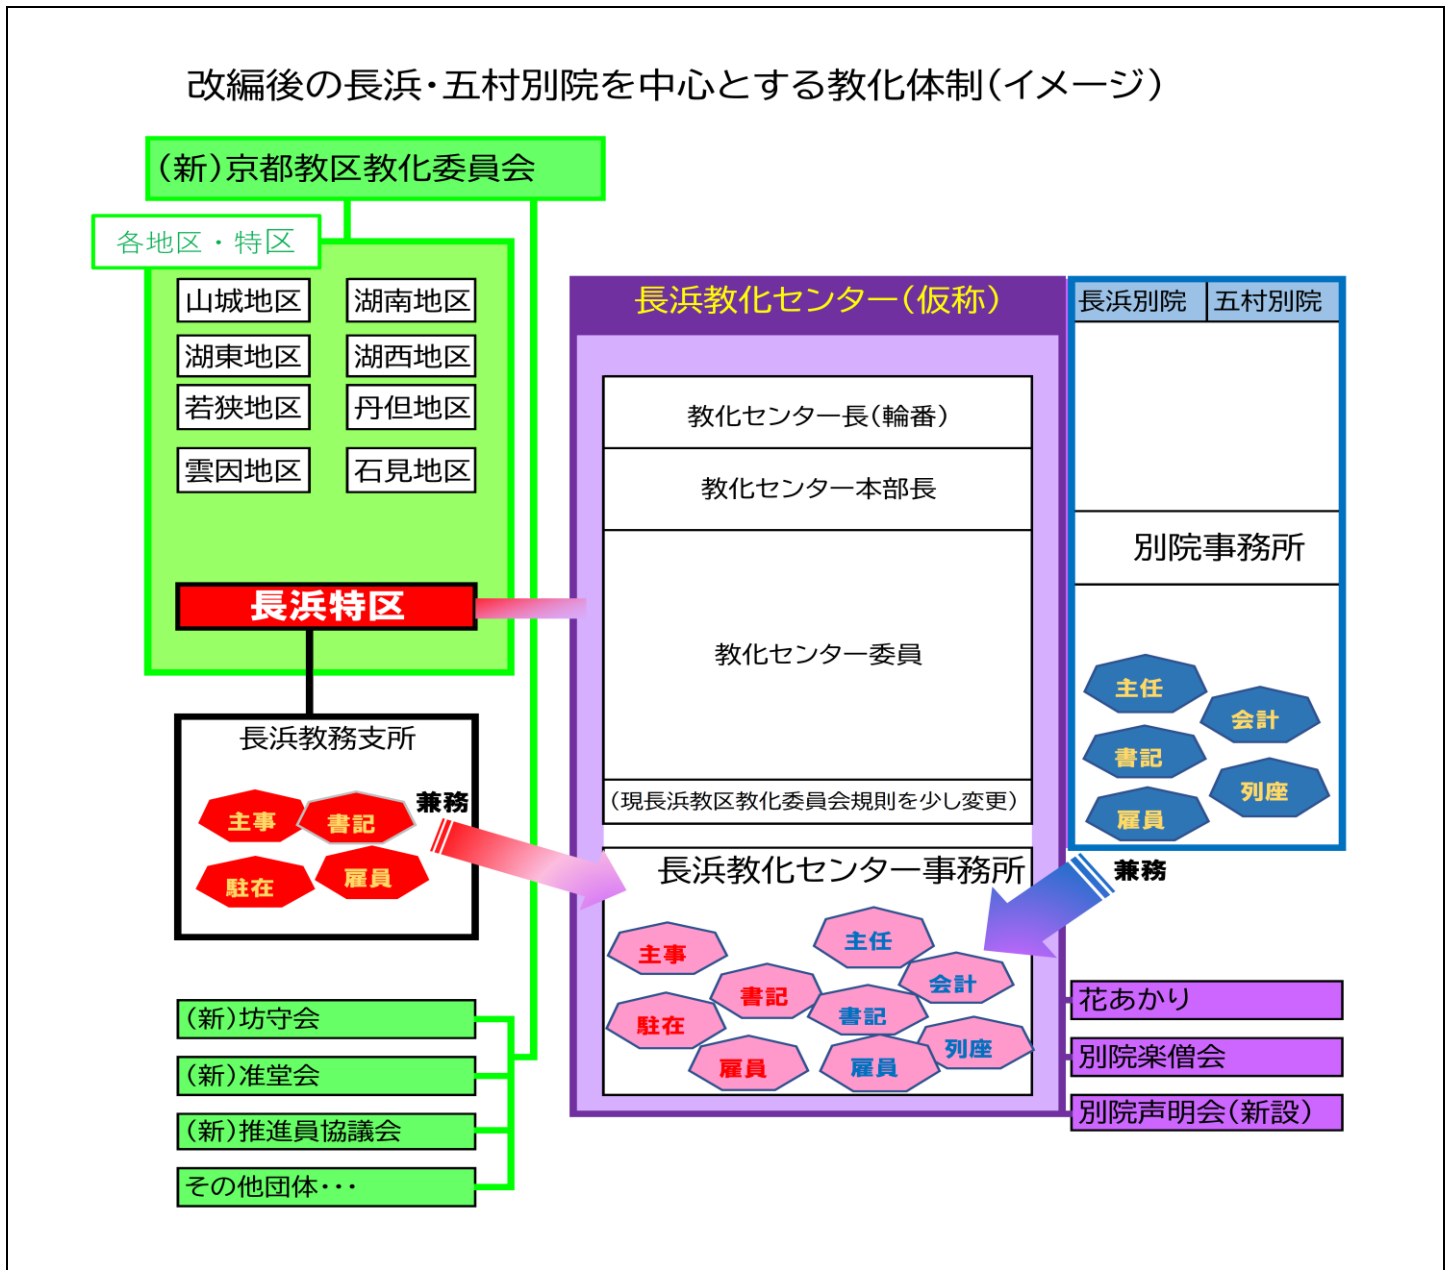 改編後の長浜・五村別院を中心とする教化体制(イメージ)
(新)京都教区教化委員会
各地区・特区
山城地区
湖南地区
湖東地区
湖西地区
若狭地区
丹但地区
雲因地区
石見地区
長浜特区
長浜教務支所
主事
書記
駐在
雇員
兼務
(新)坊守会
(新)准堂会
(新)推進員協議会
その他団体・・・
長浜教化センター(仮称)
教化センター長(輪番)
教化センター本部長
教化センター委員
(現長浜教区教化委員会規則を少し変更)
長浜教化センター事務所
主事
書記
駐在
雇員
主任
会計
書記
列座
雇員
長浜別院
五村別院
別院事務所
主任
会計
書記
列座
雇員
兼務
花あかり
別院楽僧会
別院声明会(新設)